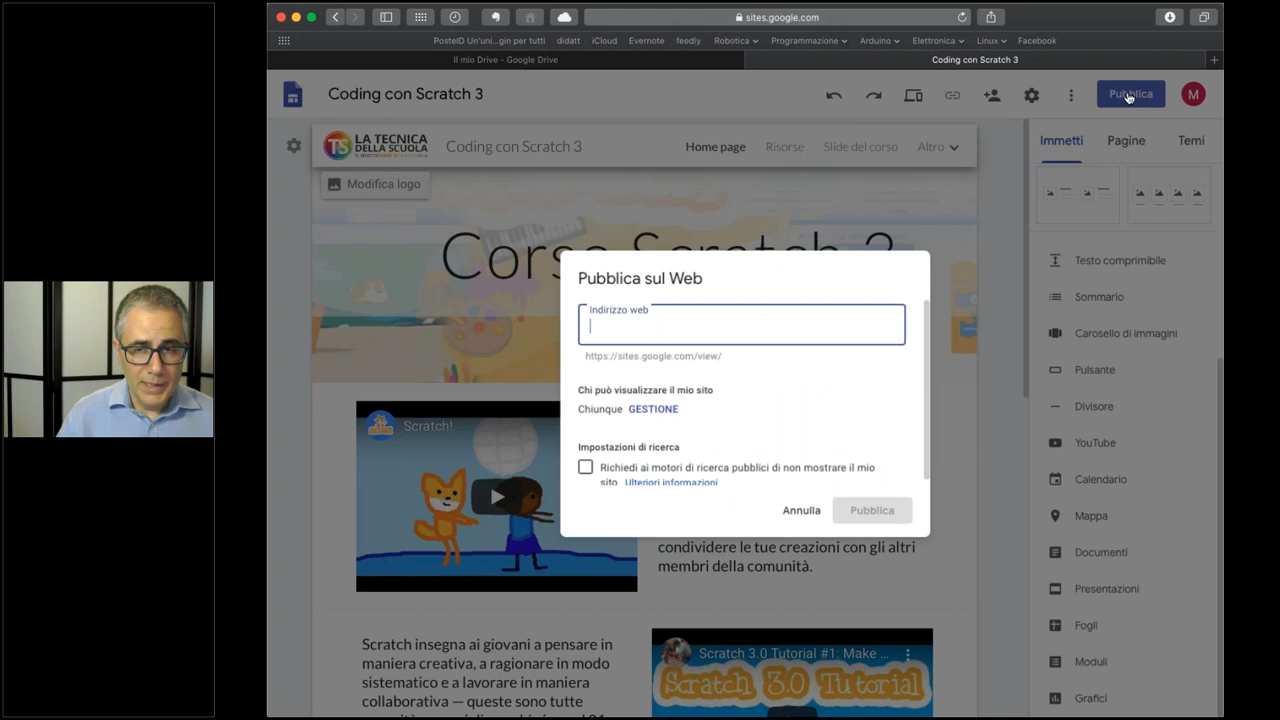 sites.google.com
PosteID Un'uni...gin per tutti didatt iCloud Evernote feedly Robotica Programmazione Arduino Elettronica Linux Facebook
Il mio Drive - Google Drive
Coding con Scratch 3
Coding con Scratch 3
Pubblica
M
LA TECNICA
DELLA SCUOLA
Coding con Scratch 3
Home page Risorse Slide del corso Altro
Modifica logo
Immetti Pagine Temi
Corso Scratch 3
Pubblica sul Web
Indirizzo web
https://sites.google.com/view/
Chi può visualizzare il mio sito
Chiunque GESTIONE
Impostazioni di ricerca
Richiedi ai motori di ricerca pubblici di non mostrare il mio
sito Ulteriori informazioni
Annulla Pubblica
Scratch!
condividere le tue creazioni con gli altri
membri della comunità.
Scratch insegna ai giovani a pensare in
maniera creativa, a ragionare in modo
sistematico e a lavorare in maniera
collaborativa — queste sono tutte
Scratch 3.0 Tutorial #1: Make ...
Scratch 3.0 Tutorial
Testo comprimibile
Sommario
Carosello di immagini
Pulsante
Divisore
YouTube
Calendario
Mappa
Documenti
Presentazioni
Fogli
Moduli
Grafici